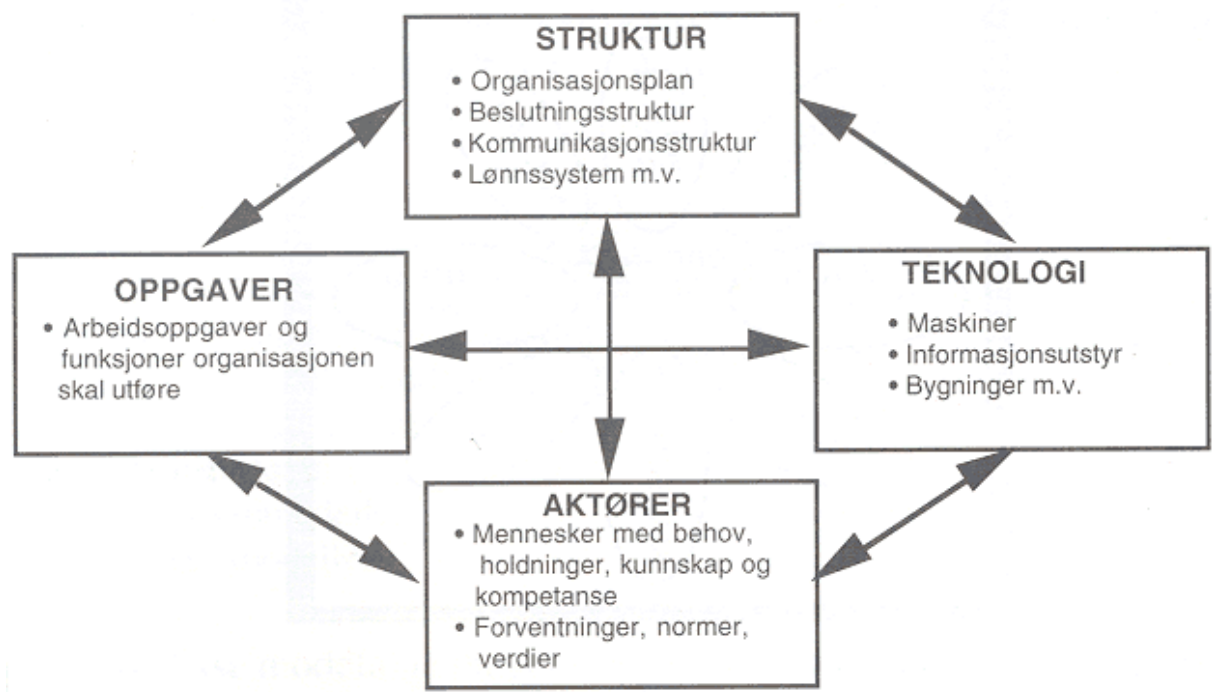 STRUKTUR
• Organisasjonsplan
• Beslutningsstruktur
• Kommunikasjonsstruktur
• Lønnssystem m.v.
OPPGAVER
• Arbeidsoppgaver og
funksjoner organisasjonen
skal utføre
TEKNOLOGI
• Maskiner
• Informasjonsutstyr
• Bygninger m.v.
AKTØRER
• Mennesker med behov,
holdninger, kunnskap og
kompetanse
• Forventninger, normer,
verdier